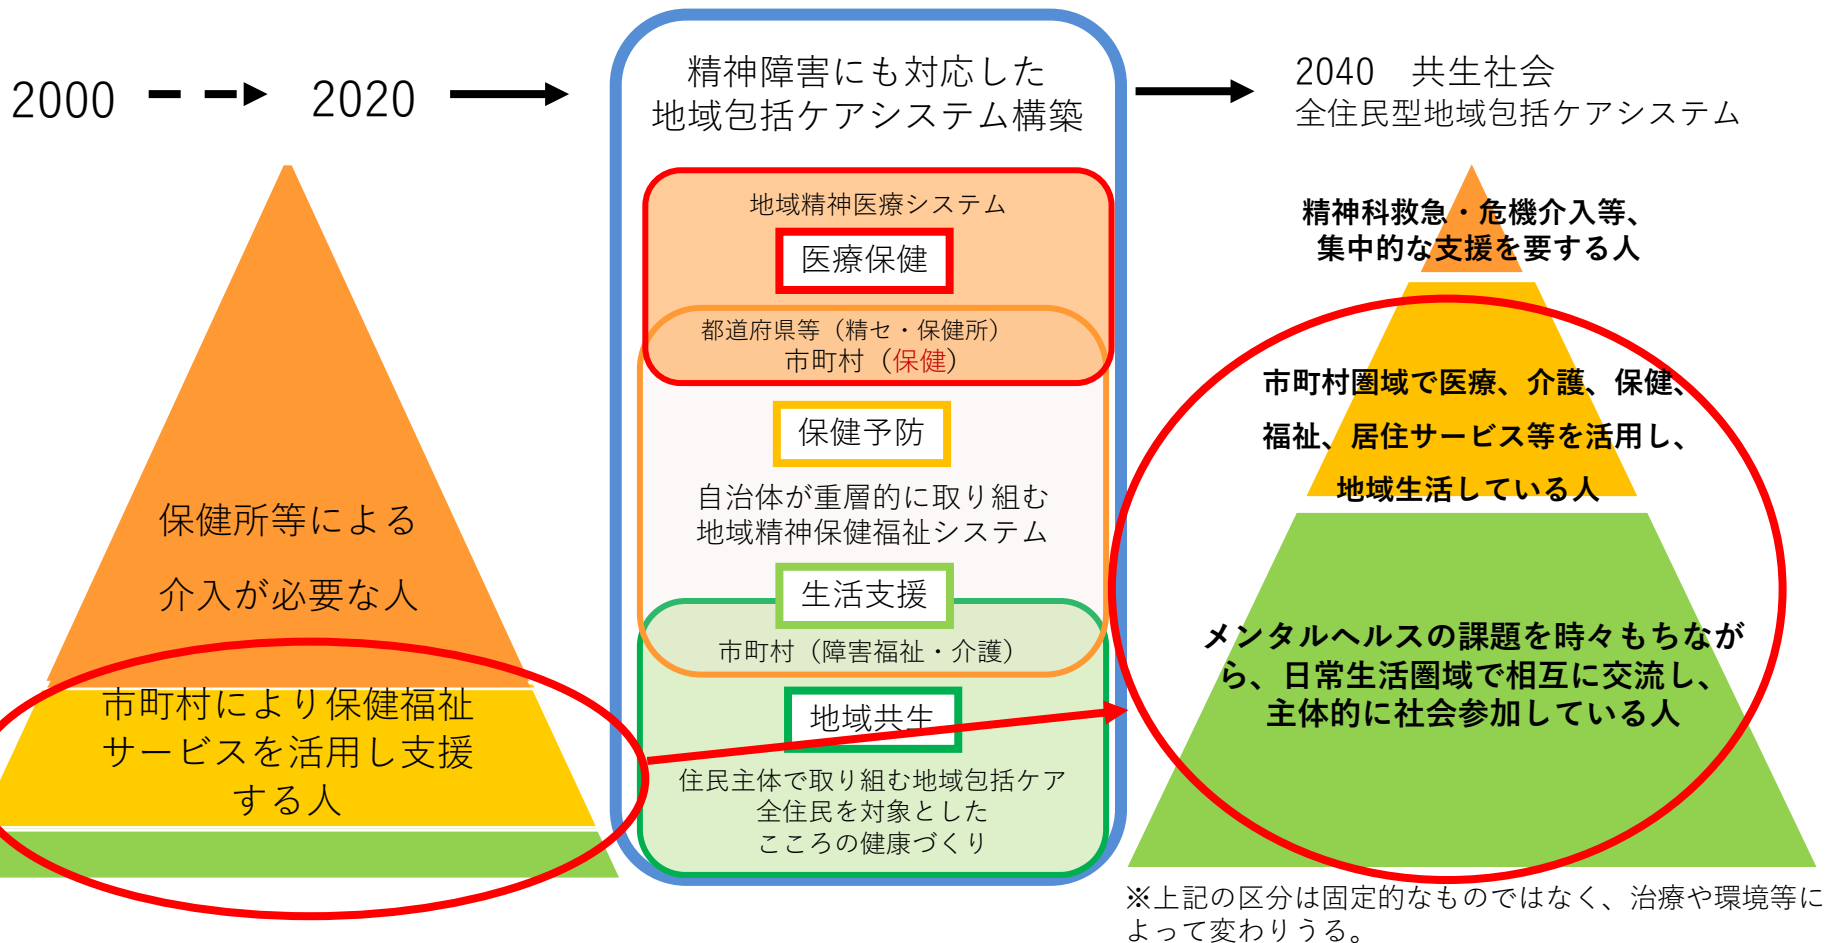 2000
2020
精神障害にも対応した
地域包括ケアシステム構築
2040　共生社会
全住民型地域包括ケアシステム
保健所等による
介入が必要な人
市町村により保健福祉
サービスを活用し支援
する人
地域精神医療システム
医療保健
都道府県等（精セ・保健所）
市町村（保健）
保健予防
自治体が重層的に取り組む
地域精神保健福祉システム
生活支援
市町村（障害福祉・介護）
地域共生
住民主体で取り組む地域包括ケア
全住民を対象とした
こころの健康づくり
精神科救急・危機介入等、
集中的な支援を要する人
市町村圏域で医療、介護、保健、
福祉、居住サービス等を活用し、
地域生活している人
メンタルヘルスの課題を時々もちなが
ら、日常生活圏域で相互に交流し、
主体的に社会参加している人
※上記の区分は固定的なものではなく、治療や環境等に
よって変わりうる。